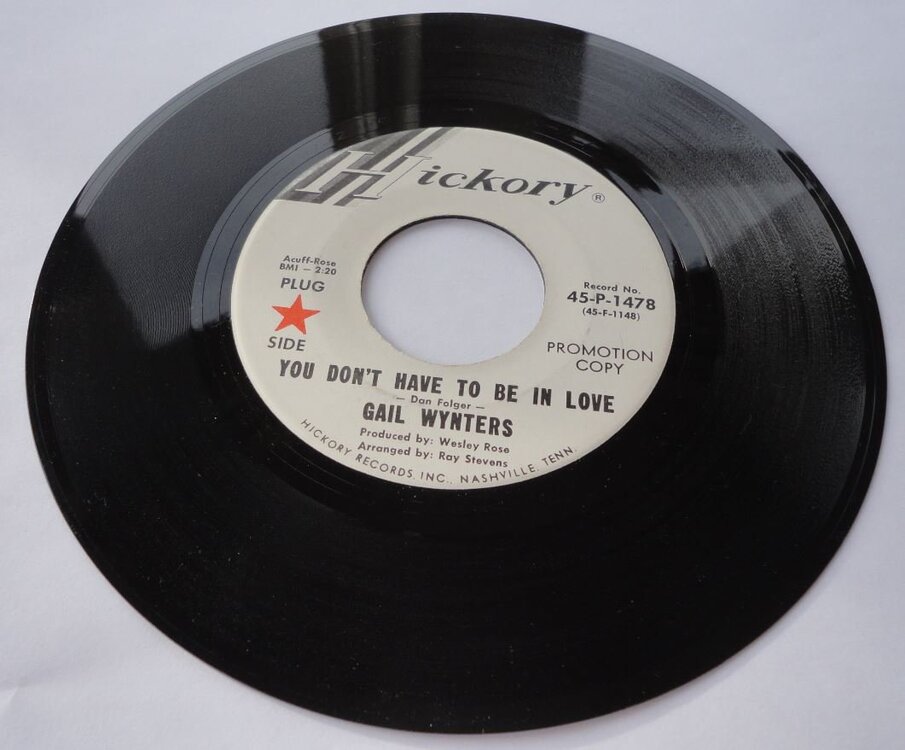 Hickory ®
Acuff-Rose
BMI — 2:20
PLUG
SIDE
Record No.
45-P-1478
(45-F-1148)
PROMOTION
COPY
YOU DON'T HAVE TO BE IN LOVE
— Dan Folger —
GAIL WYNTERS
Produced by: Wesley Rose
Arranged by: Ray Stevens
HICKORY RECORDS, INC., NASHVILLE, TENN.